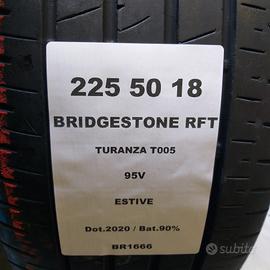 225 50 18
BRIDGESTONE RFT
TURANZA T005
95V
ESTIVE
Dot.2020 / Bat.90%
BR1666
subito